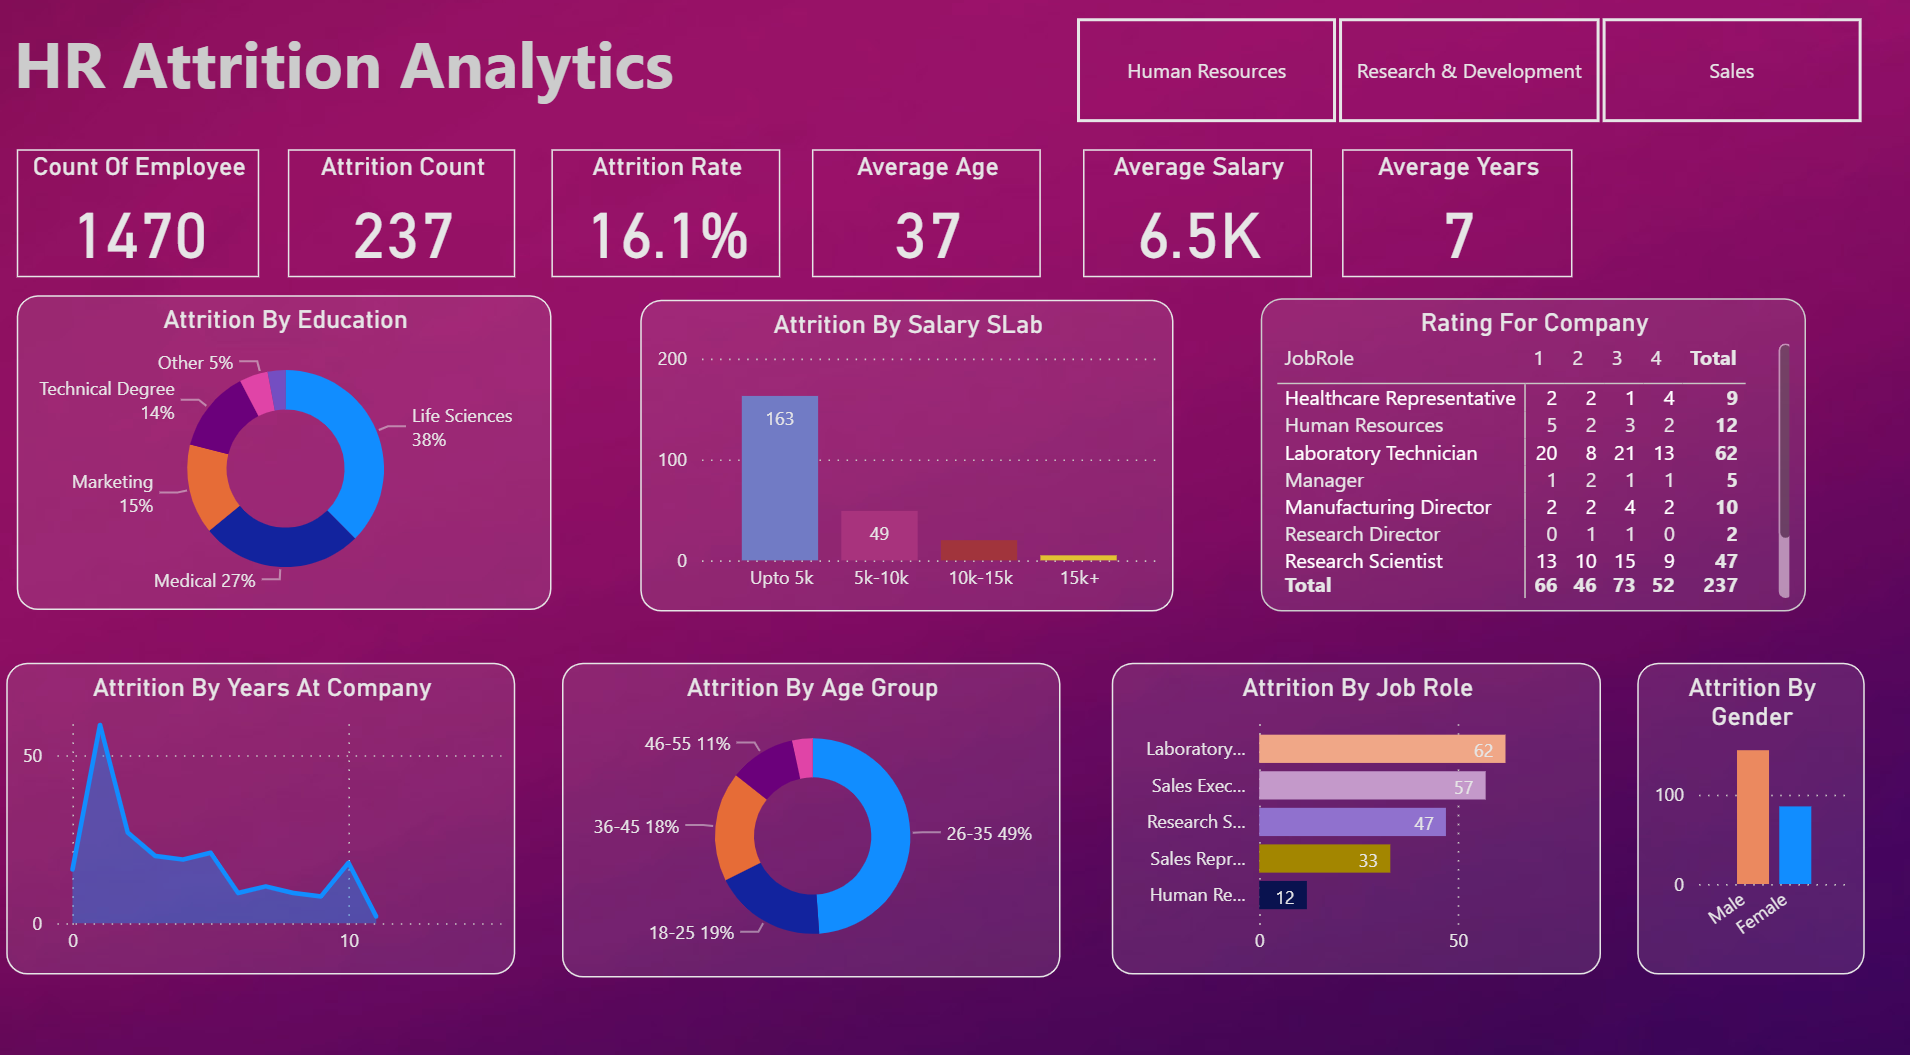 HR Attrition Analytics
Human Resources
Research & Development
Sales
Count Of Employee
1470
Attrition Count
237
Attrition Rate
16.1%
Average Age
37
Average Salary
6.5K
Average Years
7
Attrition By Education
Other 5%
Technical Degree
14%
Life Sciences
38%
Marketing
15%
Medical 27%
Attrition By Salary SLab
200
100
0
163
49
Upto 5k 5k-10k 10k-15k 15k+
Rating For Company
JobRole 1 2 3 4 Total
Healthcare Representative 2 2 1 4 9
Human Resources 5 2 3 2 12
Laboratory Technician 20 8 21 13 62
Manager 1 2 1 1 5
Manufacturing Director 2 2 4 2 10
Research Director 0 1 1 0 2
Research Scientist 13 10 15 9 47
Total 66 46 73 52 237
Attrition By Years At Company
50
0
0 10
Attrition By Age Group
46-55 11%
36-45 18%
26-35 49%
18-25 19%
Attrition By Job Role
Laboratory... 62
Sales Exec... 57
Research S... 47
Sales Repr... 33
Human Re... 12
0 50
Attrition By
Gender
100
0
Male
Female